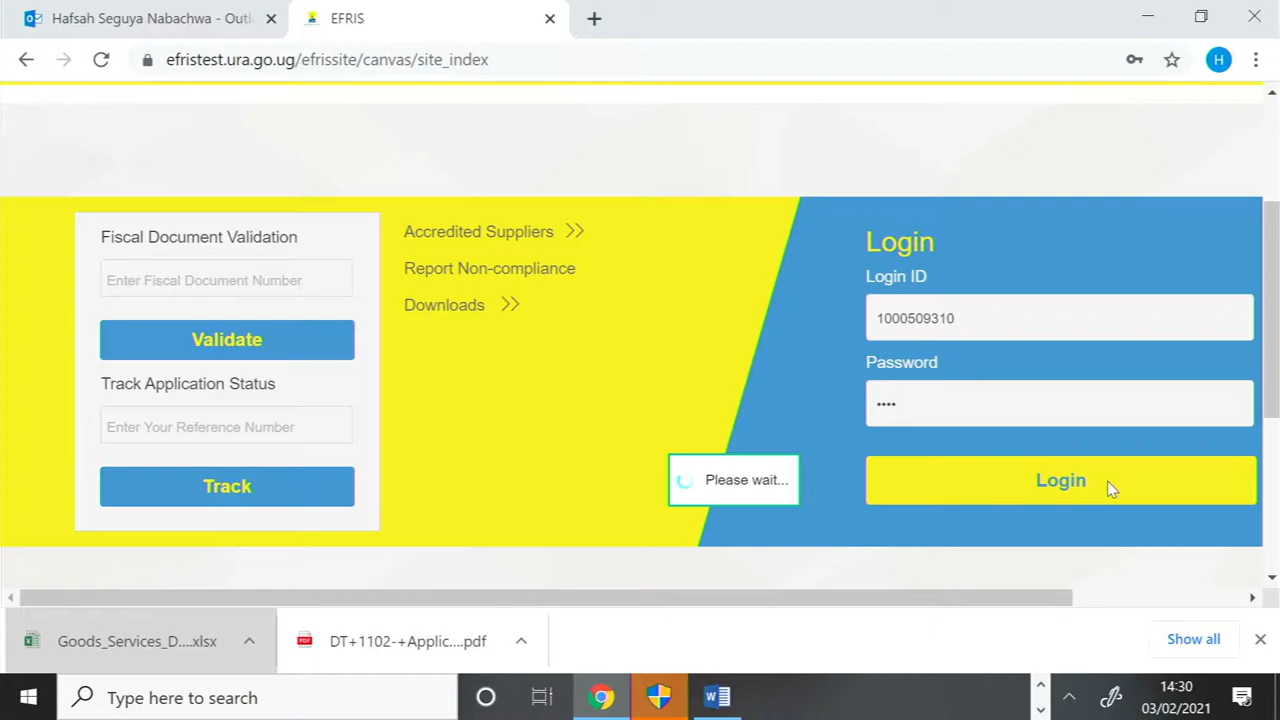 Hafsah Seguya Nabachwa - Outl
EFRIS
efristest.ura.go.ug/efrissite/canvas/site_index
H
Fiscal Document Validation
Enter Fiscal Document Number
Validate
Track Application Status
Enter Your Reference Number
Track
Accredited Suppliers >>
Report Non-compliance
Downloads >>
Login
Login ID
1000509310
Password
••••
Please wait...
Login
Goods_Services_D....xlsx
PDF
DT+1102-+Applic....pdf
Show all
Type here to search
14:30
03/02/2021